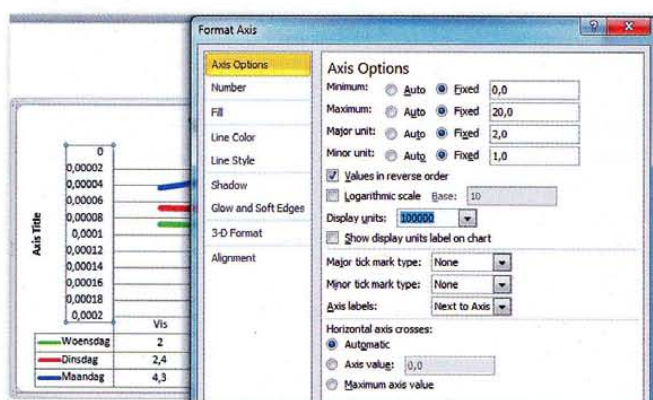 Format Axis
Axis Options
Number
Fill
Line Color
Line Style
Shadow
Glow and Soft Edges
3-D Format
Alignment
Axis Options
Minimum: Auto Fixed 0,0
Maximum: Auto Fixed 20,0
Major unit: Auto Fixed 2,0
Minor unit: Auto Fixed 1,0
Values in reverse order
Logarithmic scale Base: 10
Display units: 100000
Show display units label on chart
Major tick mark type: None
Minor tick mark type: None
Axis labels: Next to Axis
Horizontal axis crosses:
Automatic
Axis value: 0,0
Maximum axis value
Axis Title
0
0,00002
0,00004
0,00006
0,00008
0,0001
0,00012
0,00014
0,00016
0,00018
0,0002
Vis
Woensdag 2
Dinsdag 2,4
Maandag 4,3